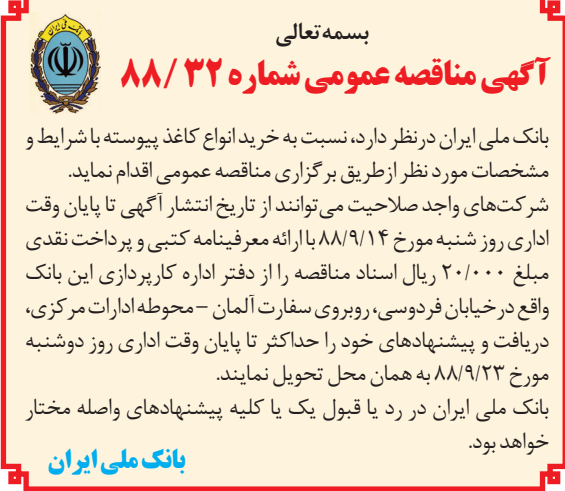 بسمه تعالی
آگهی مناقصه عمومی شماره ۳۲ /۸۸
بانک ملی ایران درنظر دارد، نسبت به خرید انواع کاغذ پیوسته با شرایط و
مشخصات مورد نظر ازطریق برگزاری مناقصه عمومی اقدام نماید.
شرکت‌های واجد صلاحیت می‌توانند از تاریخ انتشار آگهی تا پایان وقت
اداری روز شنبه مورخ ۸۸/۹/۱۴ با ارائه معرفینامه کتبی و پرداخت نقدی
مبلغ ۲۰/۰۰۰ ریال اسناد مناقصه را از دفتر اداره کارپردازی این بانک
واقع درخیابان فردوسی، روبروی سفارت آلمان – محوطه ادارات مرکزی،
دریافت و پیشنهادهای خود را حداکثر تا پایان وقت اداری روز دوشنبه
مورخ ۸۸/۹/۲۳ به همان محل تحویل نمایند.
بانک ملی ایران در رد یا قبول یک یا کلیه پیشنهادهای واصله مختار
خواهد بود.
بانک ملی ایران